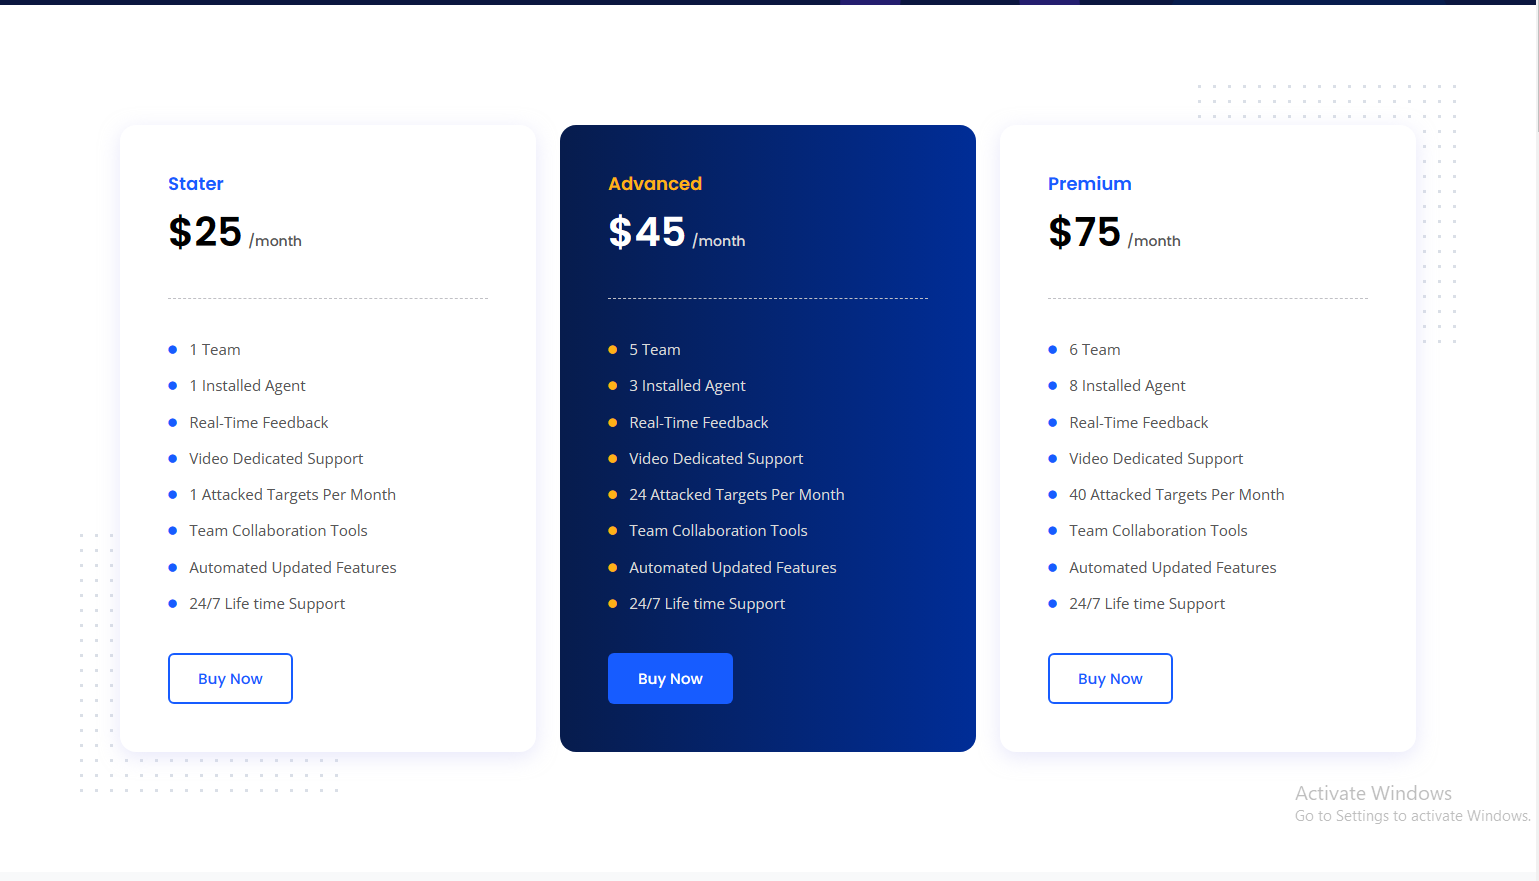 Stater
$25 /month
1 Team
1 Installed Agent
Real-Time Feedback
Video Dedicated Support
1 Attacked Targets Per Month
Team Collaboration Tools
Automated Updated Features
24/7 Life time Support
Buy Now
Advanced
$45 /month
5 Team
3 Installed Agent
Real-Time Feedback
Video Dedicated Support
24 Attacked Targets Per Month
Team Collaboration Tools
Automated Updated Features
24/7 Life time Support
Buy Now
Premium
$75 /month
6 Team
8 Installed Agent
Real-Time Feedback
Video Dedicated Support
40 Attacked Targets Per Month
Team Collaboration Tools
Automated Updated Features
24/7 Life time Support
Buy Now
Activate Windows
Go to Settings to activate Windows.